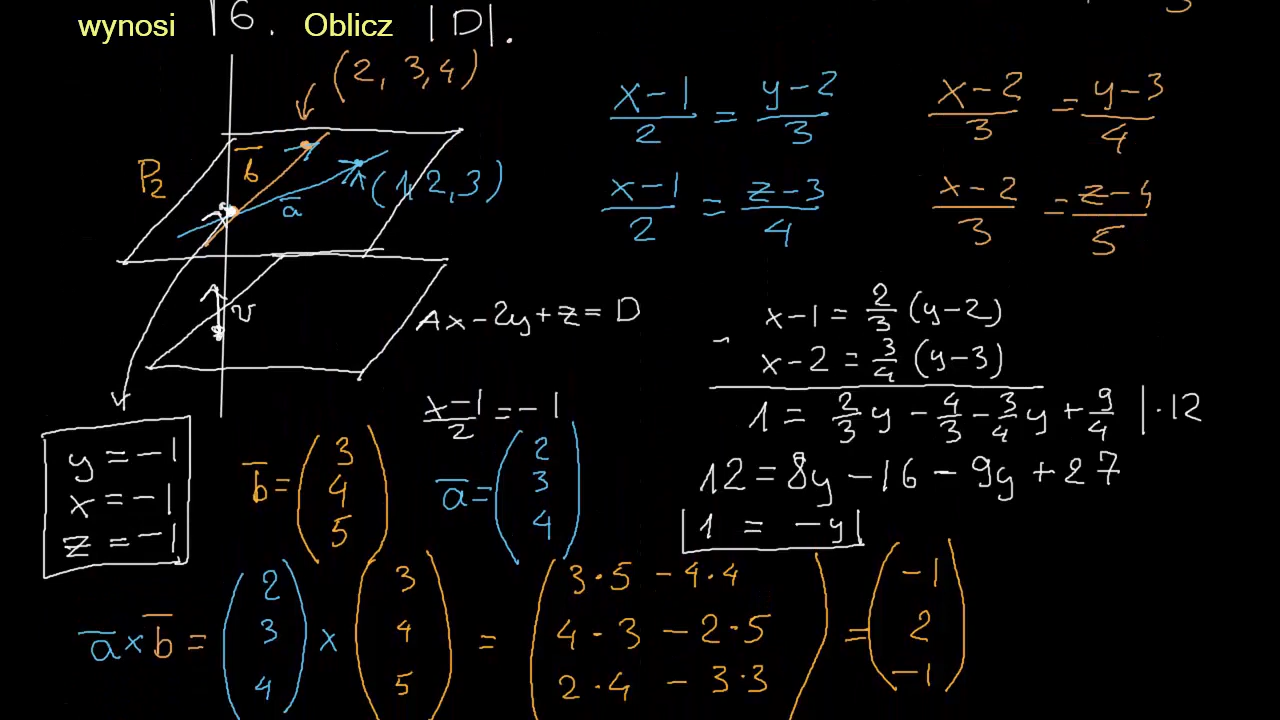 wynosi √6. Oblicz |D|.
(2, 3, 4)
P₂
b̄
ā
(1, 2, 3)
v
Ax - 2y + z = D
(x-1)/2 = (y-2)/3
(x-1)/2 = (z-3)/4
(x-2)/3 = (y-3)/4
(x-2)/3 = (z-4)/5
x-1 = 2/3 (y-2)
- x-2 = 3/4 (y-3)
1 = 2/3 y - 4/3 - 3/4 y + 9/4 | ·12
12 = 8y - 16 - 9y + 27
1 = -y
(x-1)/2 = -1
y = -1
x = -1
z = -1
b̄ = (3 4 5)
ā = (2 3 4)
ā × b̄ = (2 3 4) × (3 4 5) = (3·5 - 4·4 4·3 - 2·5 2·4 - 3·3) = (-1 2 -1)